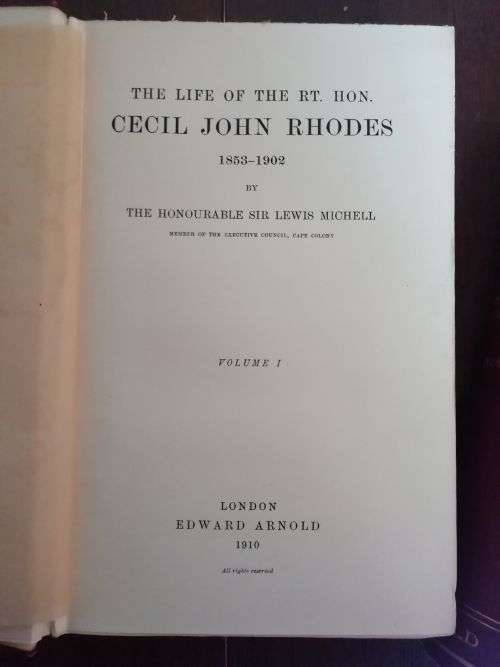 THE LIFE OF THE RT. HON.
CECIL JOHN RHODES
1853-1902
BY
THE HONOURABLE SIR LEWIS MICHELL
MEMBER OF THE EXECUTIVE COUNCIL, CAPE COLONY
VOLUME I
LONDON
EDWARD ARNOLD
1910
All rights reserved